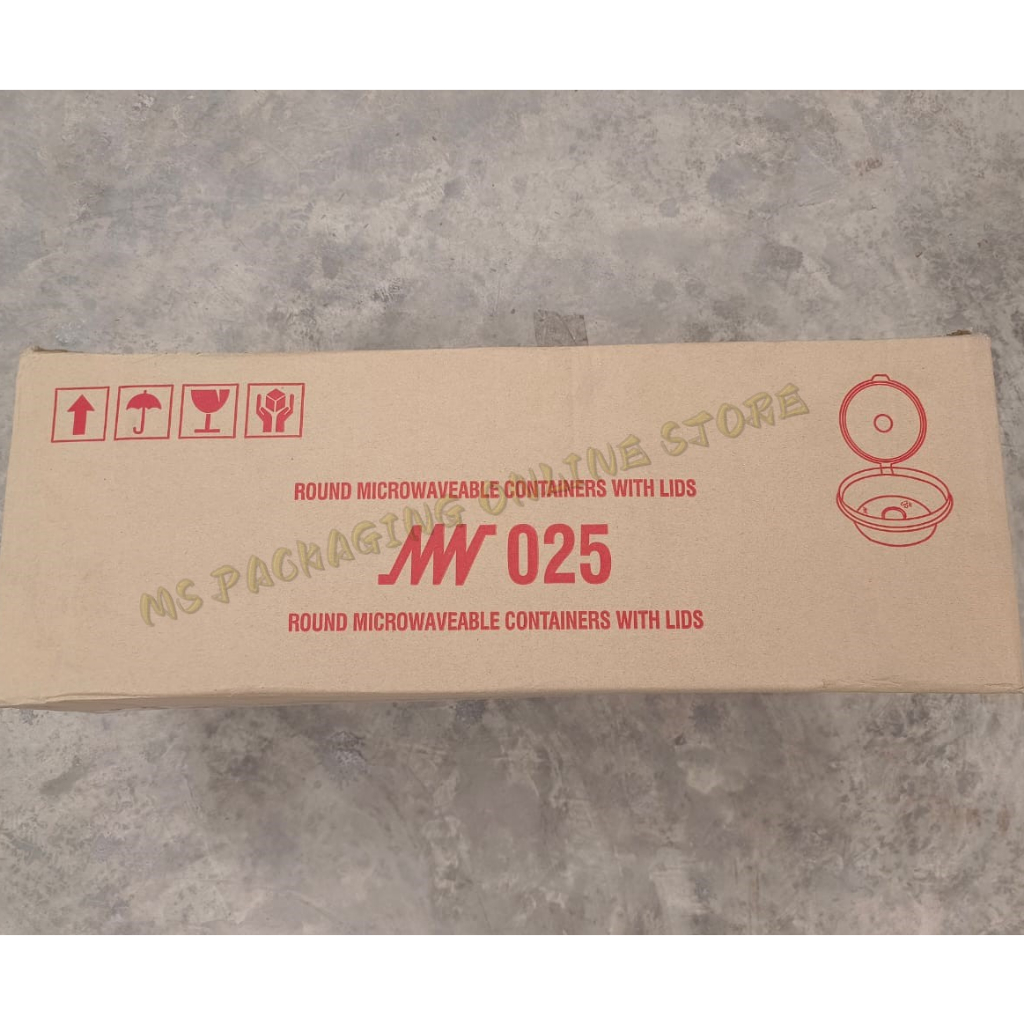 ROUND MICROWAVEABLE CONTAINERS WITH LIDS
MW 025
ROUND MICROWAVEABLE CONTAINERS WITH LIDS
MS PACKAGING ONLINE STORE